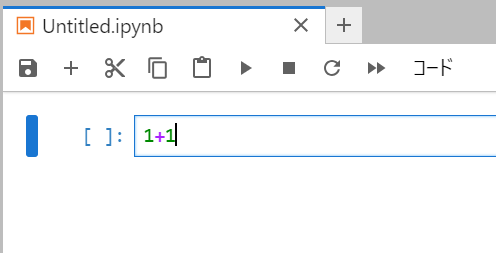 Untitled.ipynb
コード
[ ]: 1+1